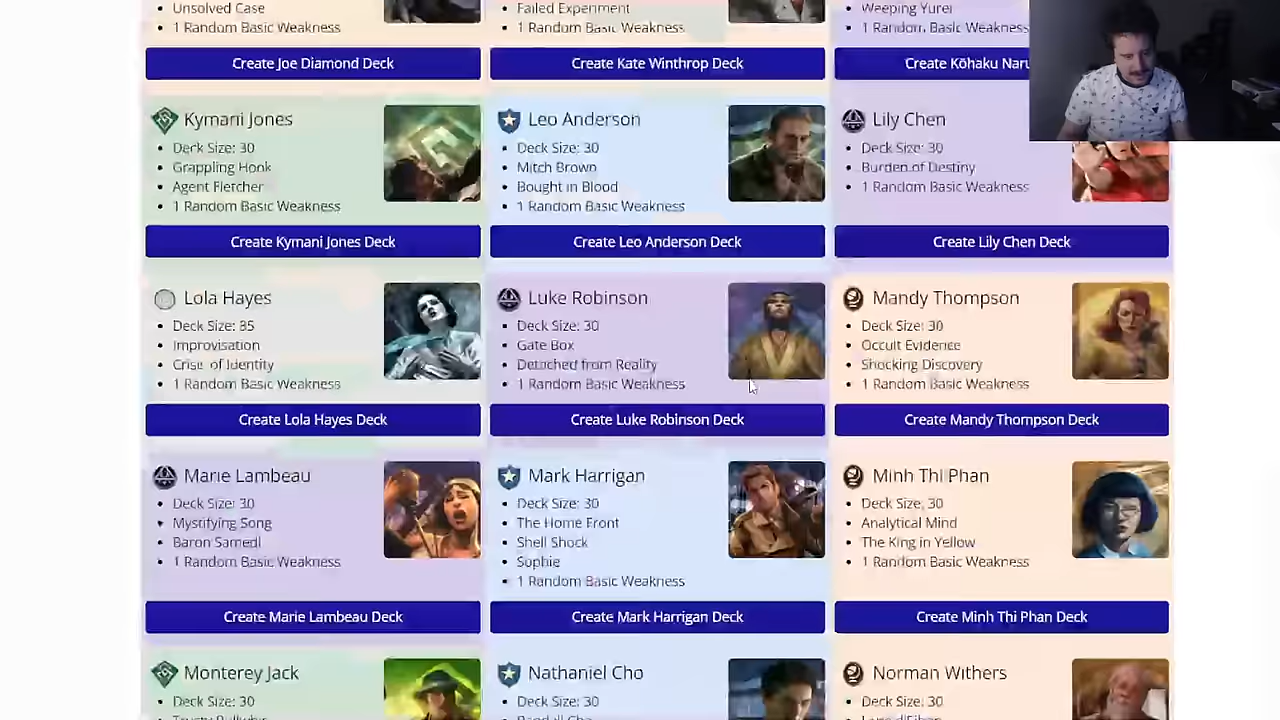 Unsolved Case
1 Random Basic Weakness
Create Joe Diamond Deck
Failed Experiment
1 Random Basic Weakness
Create Kate Winthrop Deck
Weeping Yurei
1 Random Basic Weakness
Create Kōhaku Naru
Kymani Jones
Deck Size: 30
Grappling Hook
Agent Fletcher
1 Random Basic Weakness
Create Kymani Jones Deck
Leo Anderson
Deck Size: 30
Mitch Brown
Bought in Blood
1 Random Basic Weakness
Create Leo Anderson Deck
Lily Chen
Deck Size: 30
Burden of Destiny
1 Random Basic Weakness
Create Lily Chen Deck
Lola Hayes
Deck Size: 35
Improvisation
Crise of Identity
1 Random Basic Weakness
Create Lola Hayes Deck
Luke Robinson
Deck Size: 30
Gate Box
Detached from Reality
1 Random Basic Weakness
Create Luke Robinson Deck
Mandy Thompson
Deck Size: 30
Occult Evidence
Shocking Discovery
1 Random Basic Weakness
Create Mandy Thompson Deck
Marie Lambeau
Deck Size: 30
Mystifying Song
Baron Samedi
1 Random Basic Weakness
Create Marie Lambeau Deck
Mark Harrigan
Deck Size: 30
The Home Front
Shell Shock
Sophie
1 Random Basic Weakness
Create Mark Harrigan Deck
Minh Thi Phan
Deck Size: 30
Analytical Mind
The King in Yellow
1 Random Basic Weakness
Create Minh Thi Phan Deck
Monterey Jack
Deck Size: 30
Nathaniel Cho
Deck Size: 30
Norman Withers
Deck Size: 30